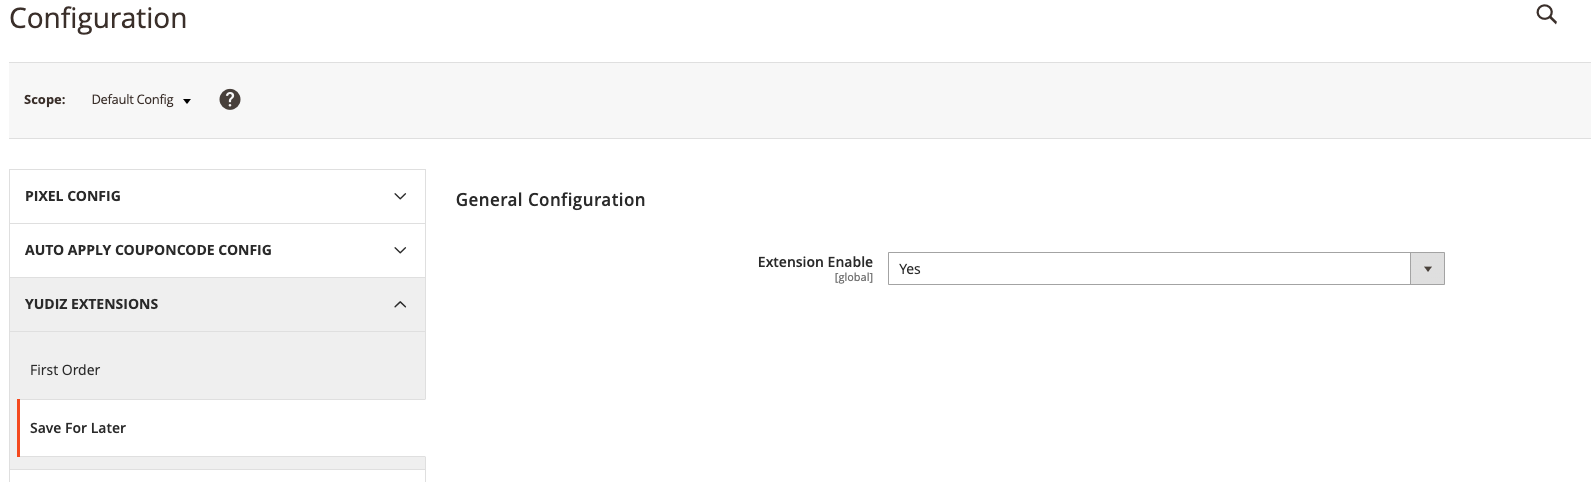 Configuration
Scope: Default Config ?
PIXEL CONFIG
AUTO APPLY COUPONCODE CONFIG
YUDIZ EXTENSIONS
First Order
Save For Later
General Configuration
Extension Enable Yes
[global]